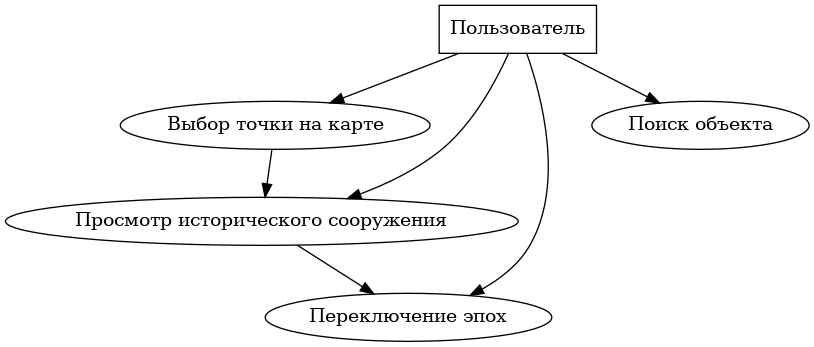 Пользователь
Выбор точки на карте
Поиск объекта
Просмотр исторического сооружения
Переключение эпох